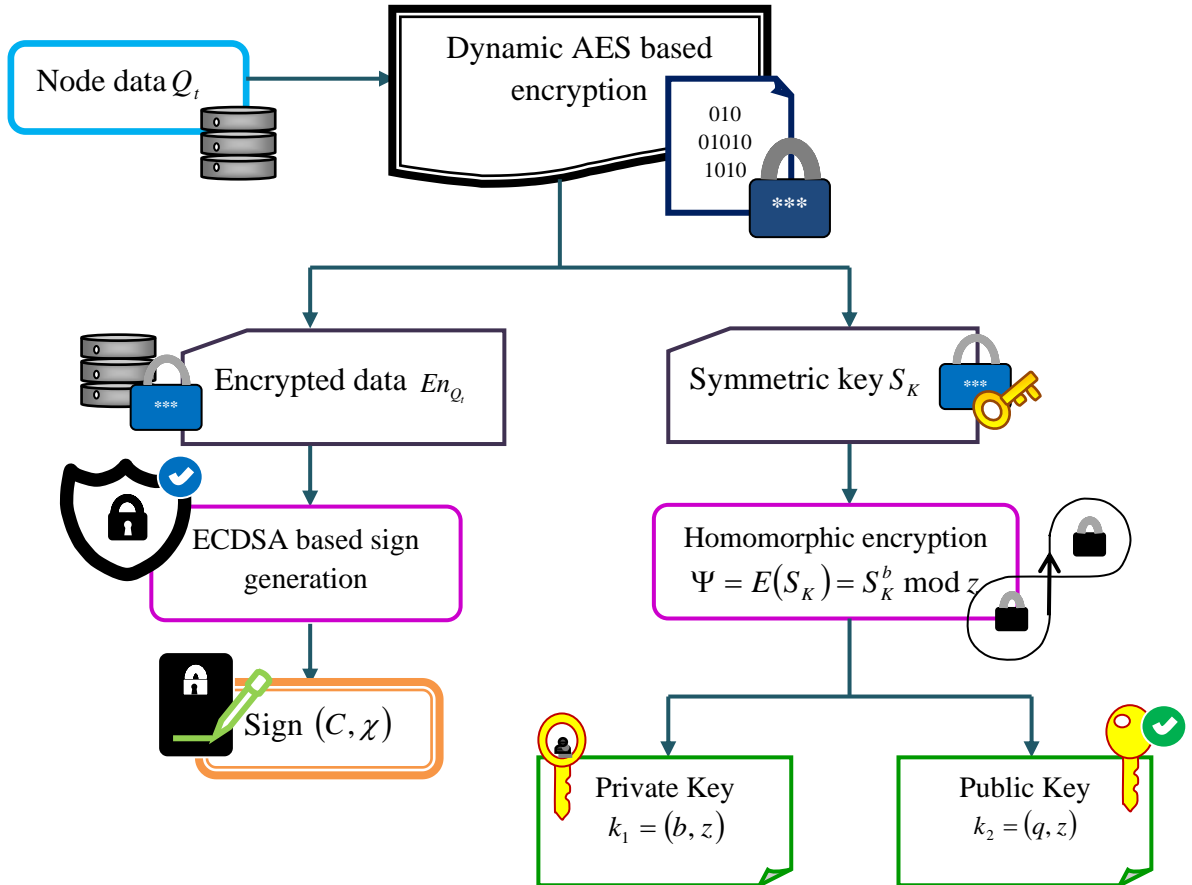 Node data Q_t
Dynamic AES based
encryption
010
01010
1010
***
Encrypted data En_{Q_t}
***
Symmetric key S_K
***
ECDSA based sign
generation
Homomorphic encryption
Ψ = E(S_K) = S_K^b mod z
Sign (C, χ)
Private Key
k_1 = (b, z)
Public Key
k_2 = (q, z)